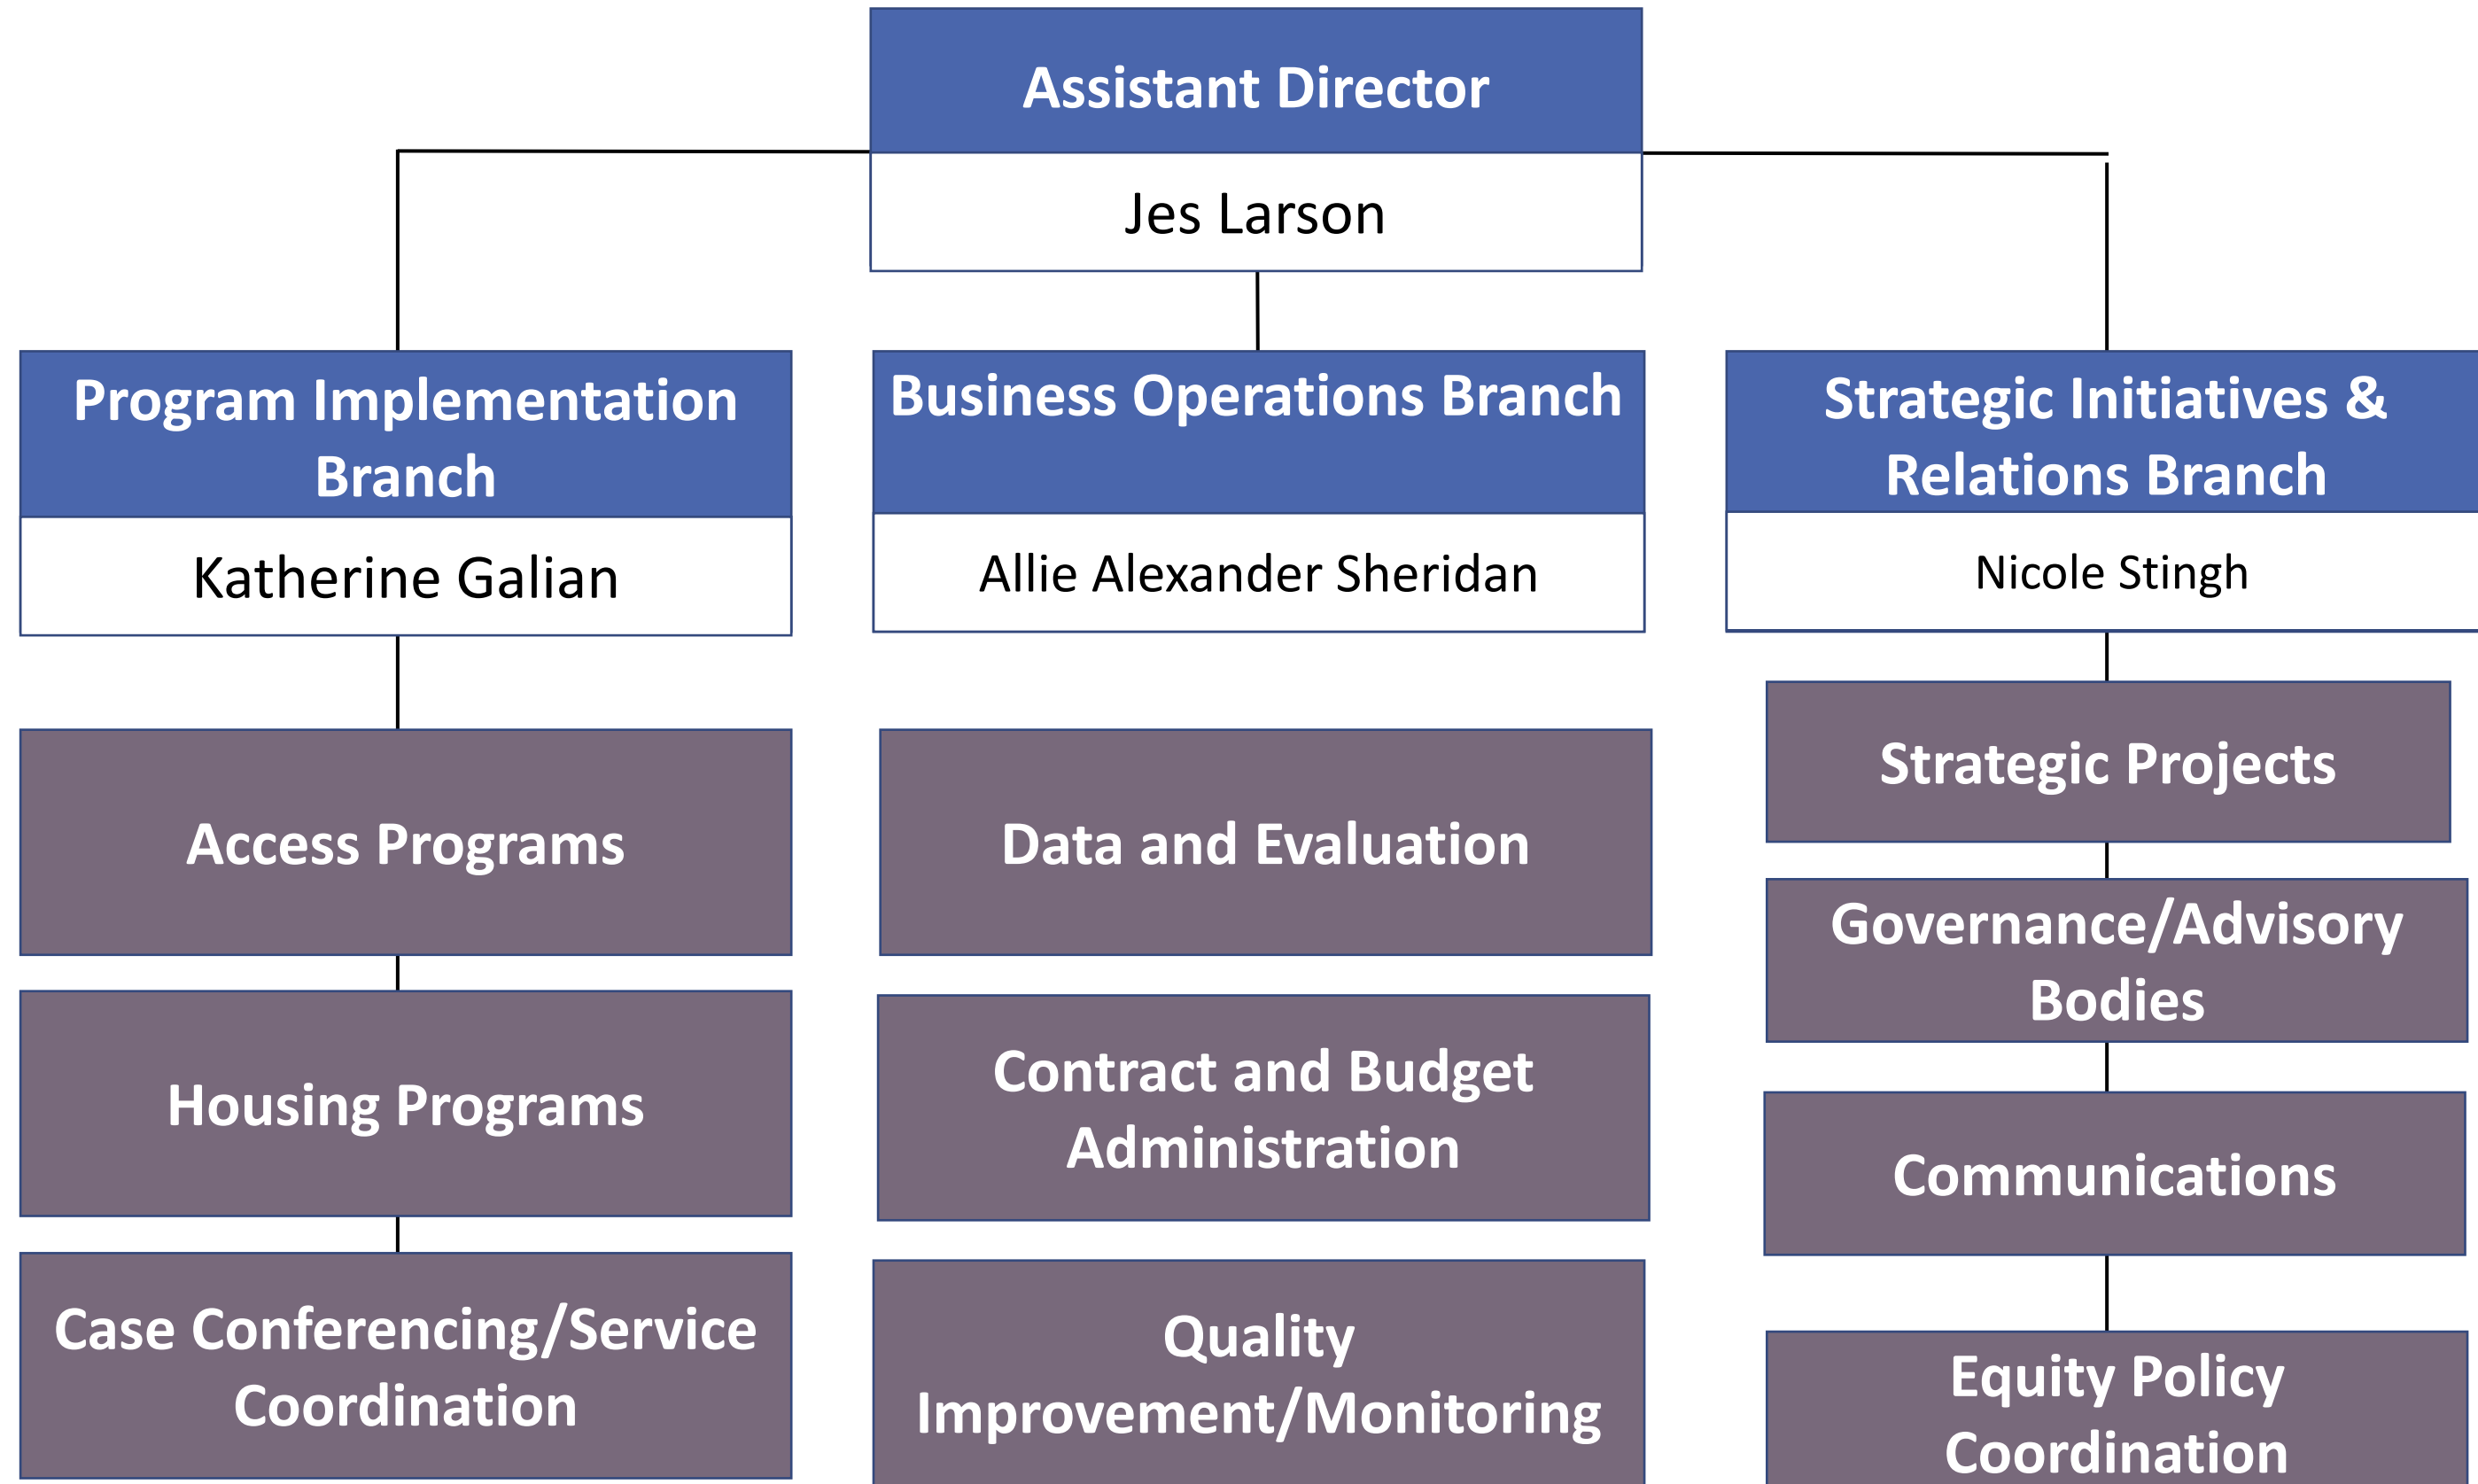 Assistant Director
Jes Larson
Program Implementation
Branch
Katherine Galian
Business Operations Branch
Allie Alexander Sheridan
Strategic Initiatives &
Relations Branch
Nicole Stingh
Access Programs
Housing Programs
Case Conferencing/Service
Coordination
Data and Evaluation
Contract and Budget
Administration
Quality
Improvement/Monitoring
Strategic Projects
Governance/Advisory
Bodies
Communications
Equity Policy
Coordination